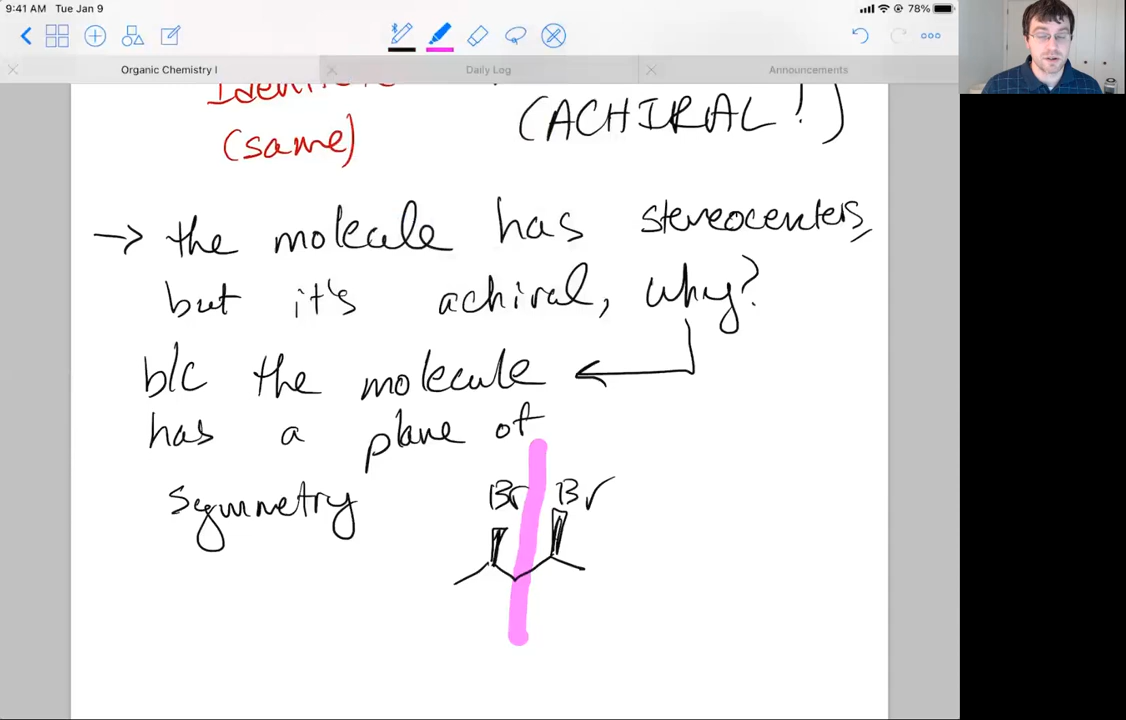 9:41 AM Tue Jan 9
78%
Organic Chemistry I
Daily Log
Announcements
(same)
(ACHIRAL!)
→ the molecule has stereocenters,
but it's achiral, why?
b/c the molecule
has a plane of
symmetry
Br Br